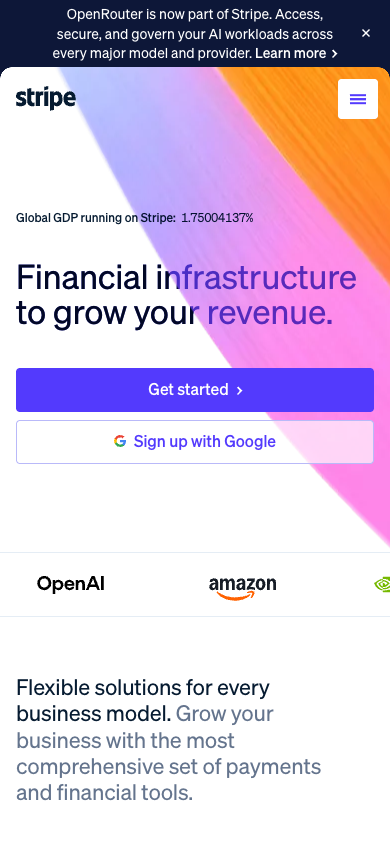 OpenRouter is now part of Stripe. Access,
secure, and govern your AI workloads across
every major model and provider. Learn more
stripe
Global GDP running on Stripe: 1.75004137%
Financial infrastructure
to grow your revenue.
Get started
Sign up with Google
OpenAI
amazon
Flexible solutions for every
business model. Grow your
business with the most
comprehensive set of payments
and financial tools.